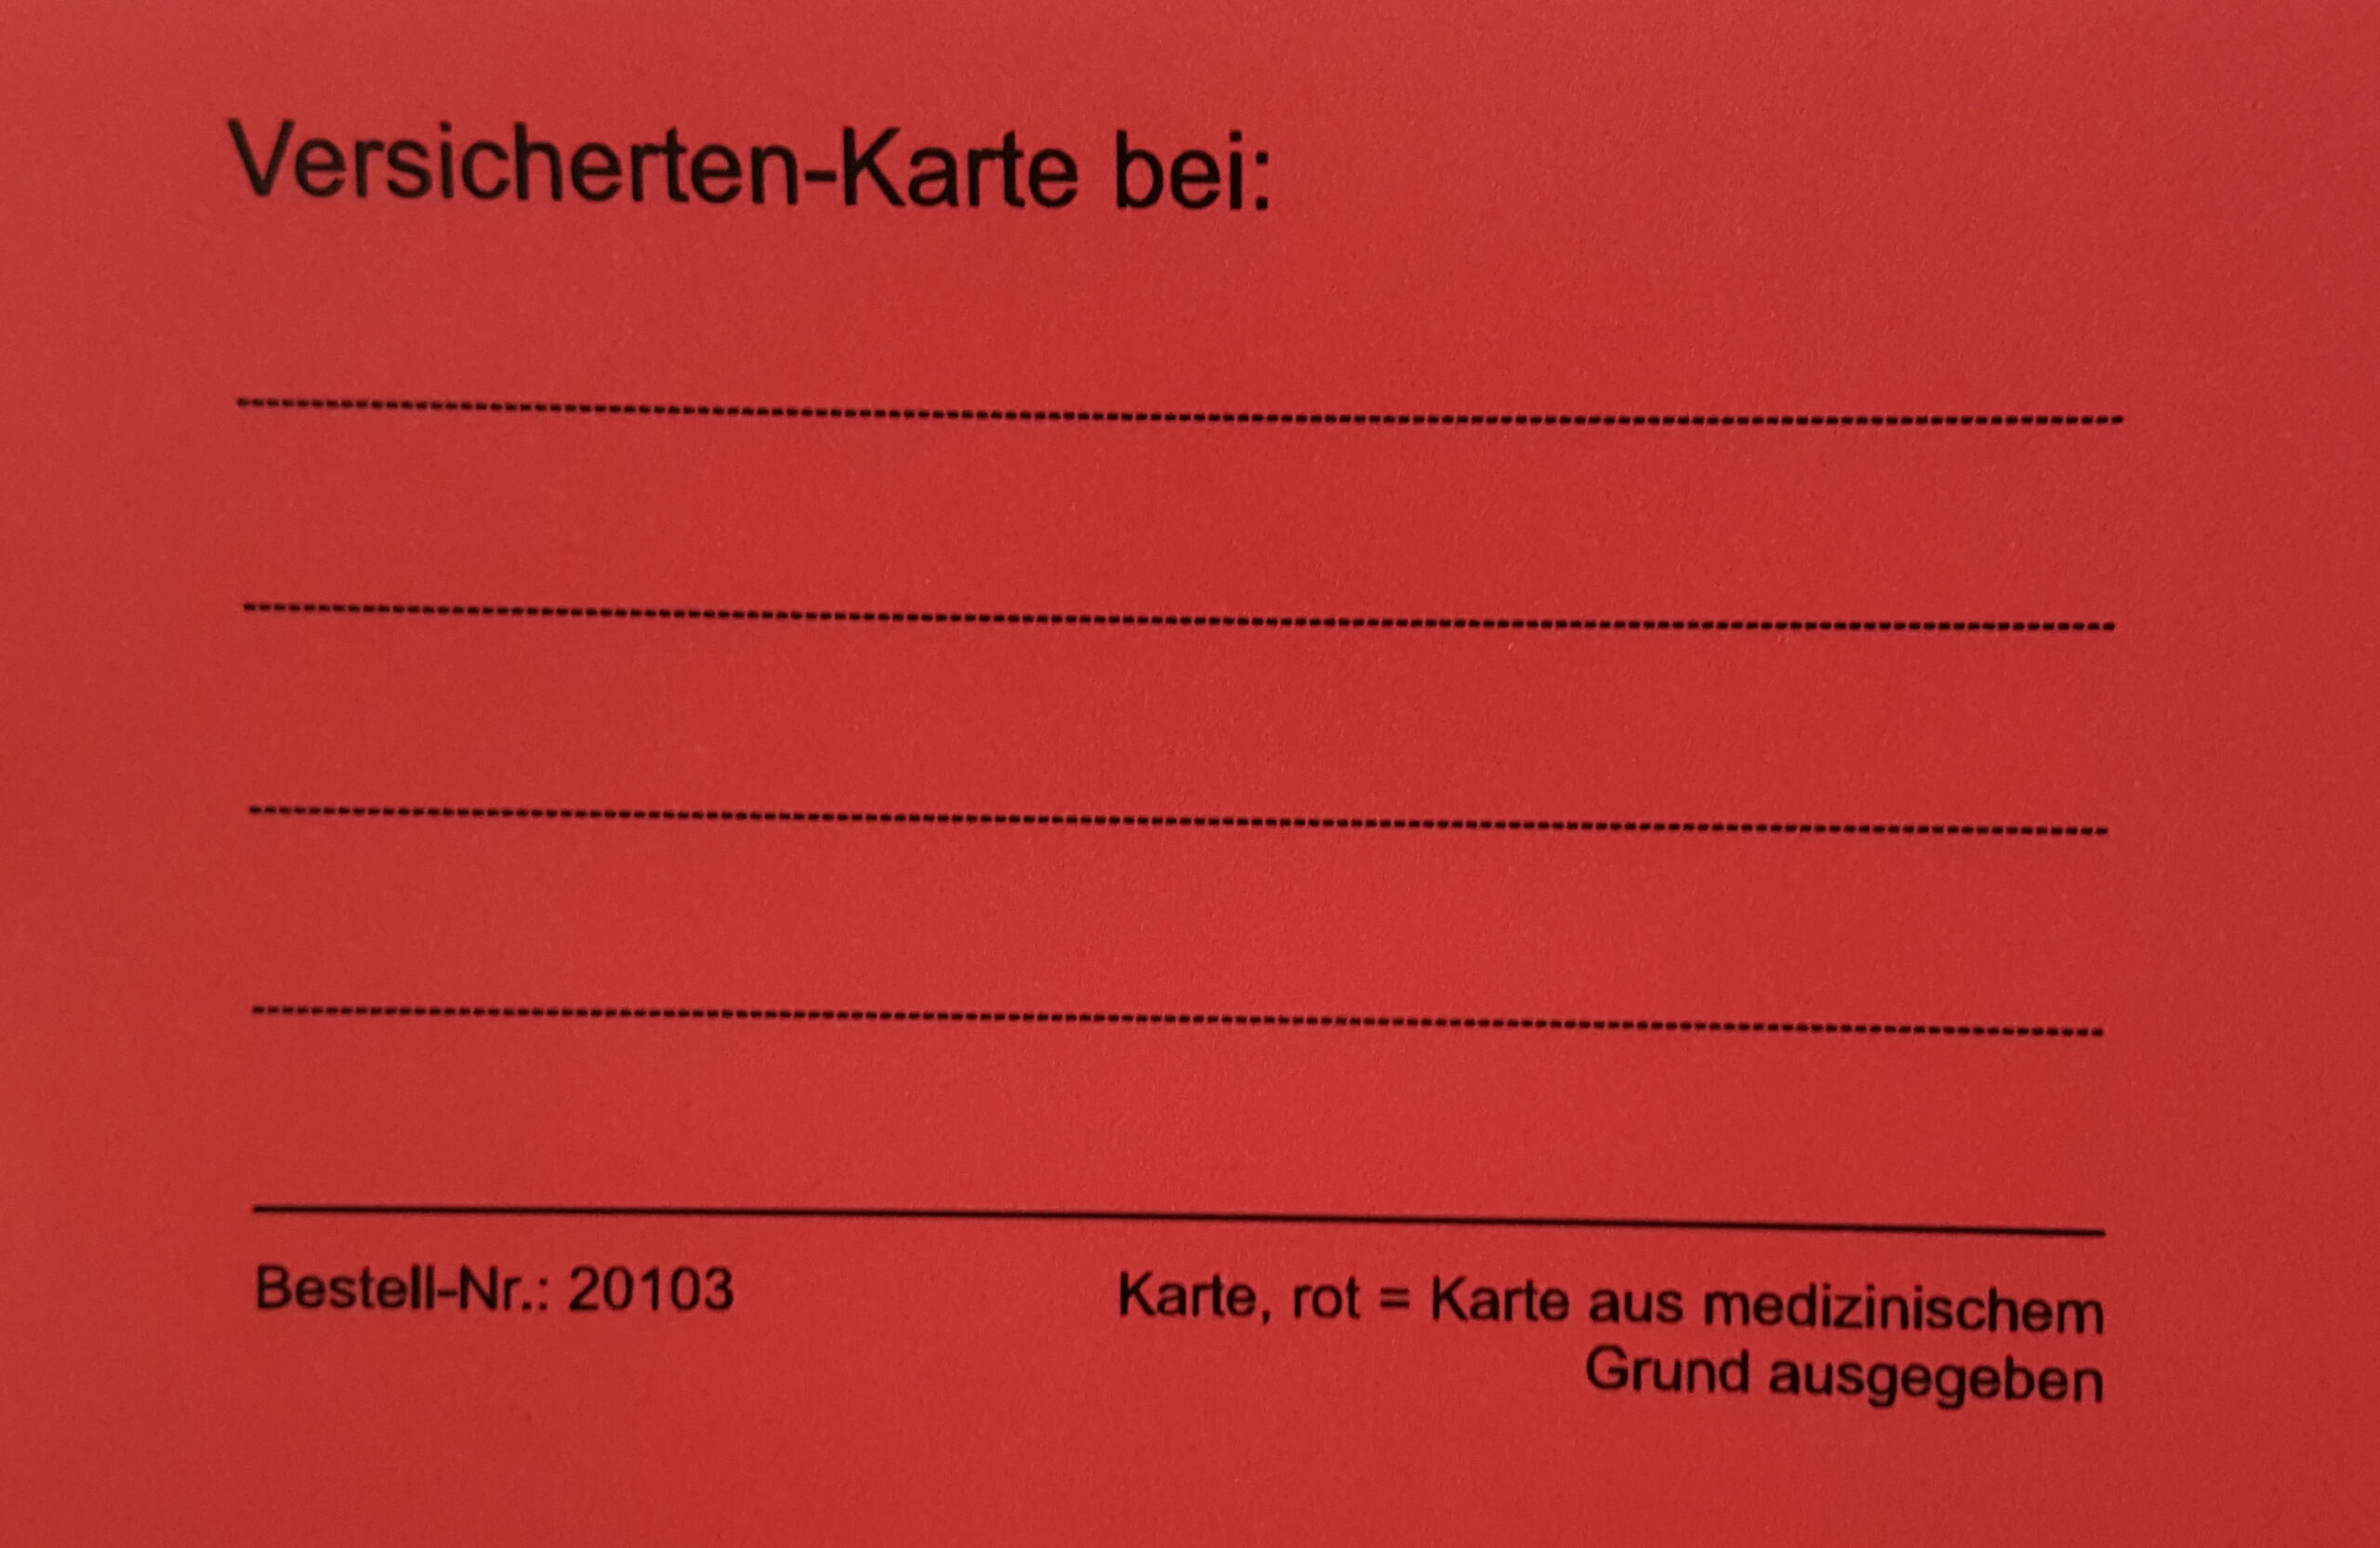 Versicherten-Karte bei:
Bestell-Nr.: 20103
Karte, rot = Karte aus medizinischem
Grund ausgegeben